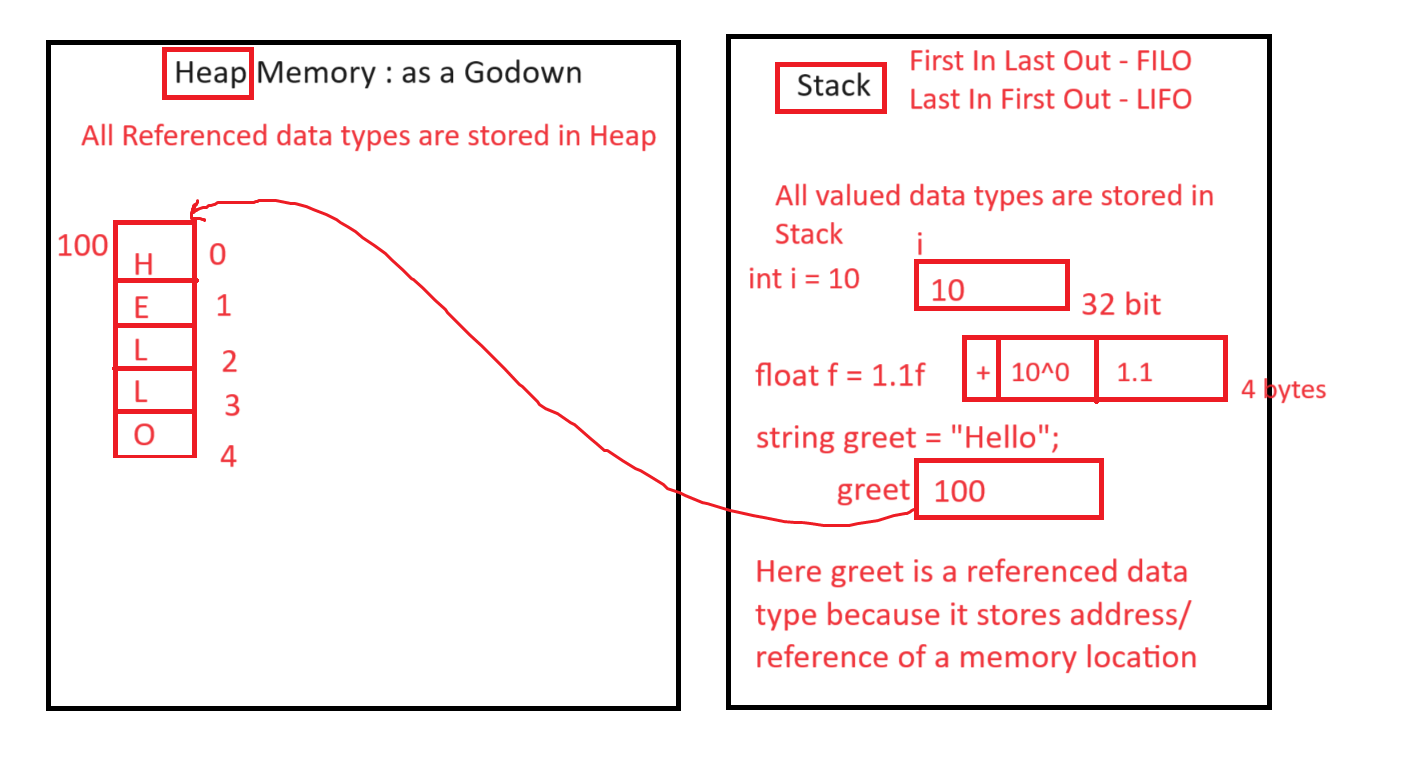 Heap Memory : as a Godown
All Referenced data types are stored in Heap
100
H
0
E
1
L
2
L
3
O
4
Stack
First In Last Out - FILO
Last In First Out - LIFO
All valued data types are stored in
Stack
i
int i = 10
10
32 bit
float f = 1.1f
+
10^0
1.1
4 bytes
string greet = "Hello";
greet
100
Here greet is a referenced data
type because it stores address/
reference of a memory location